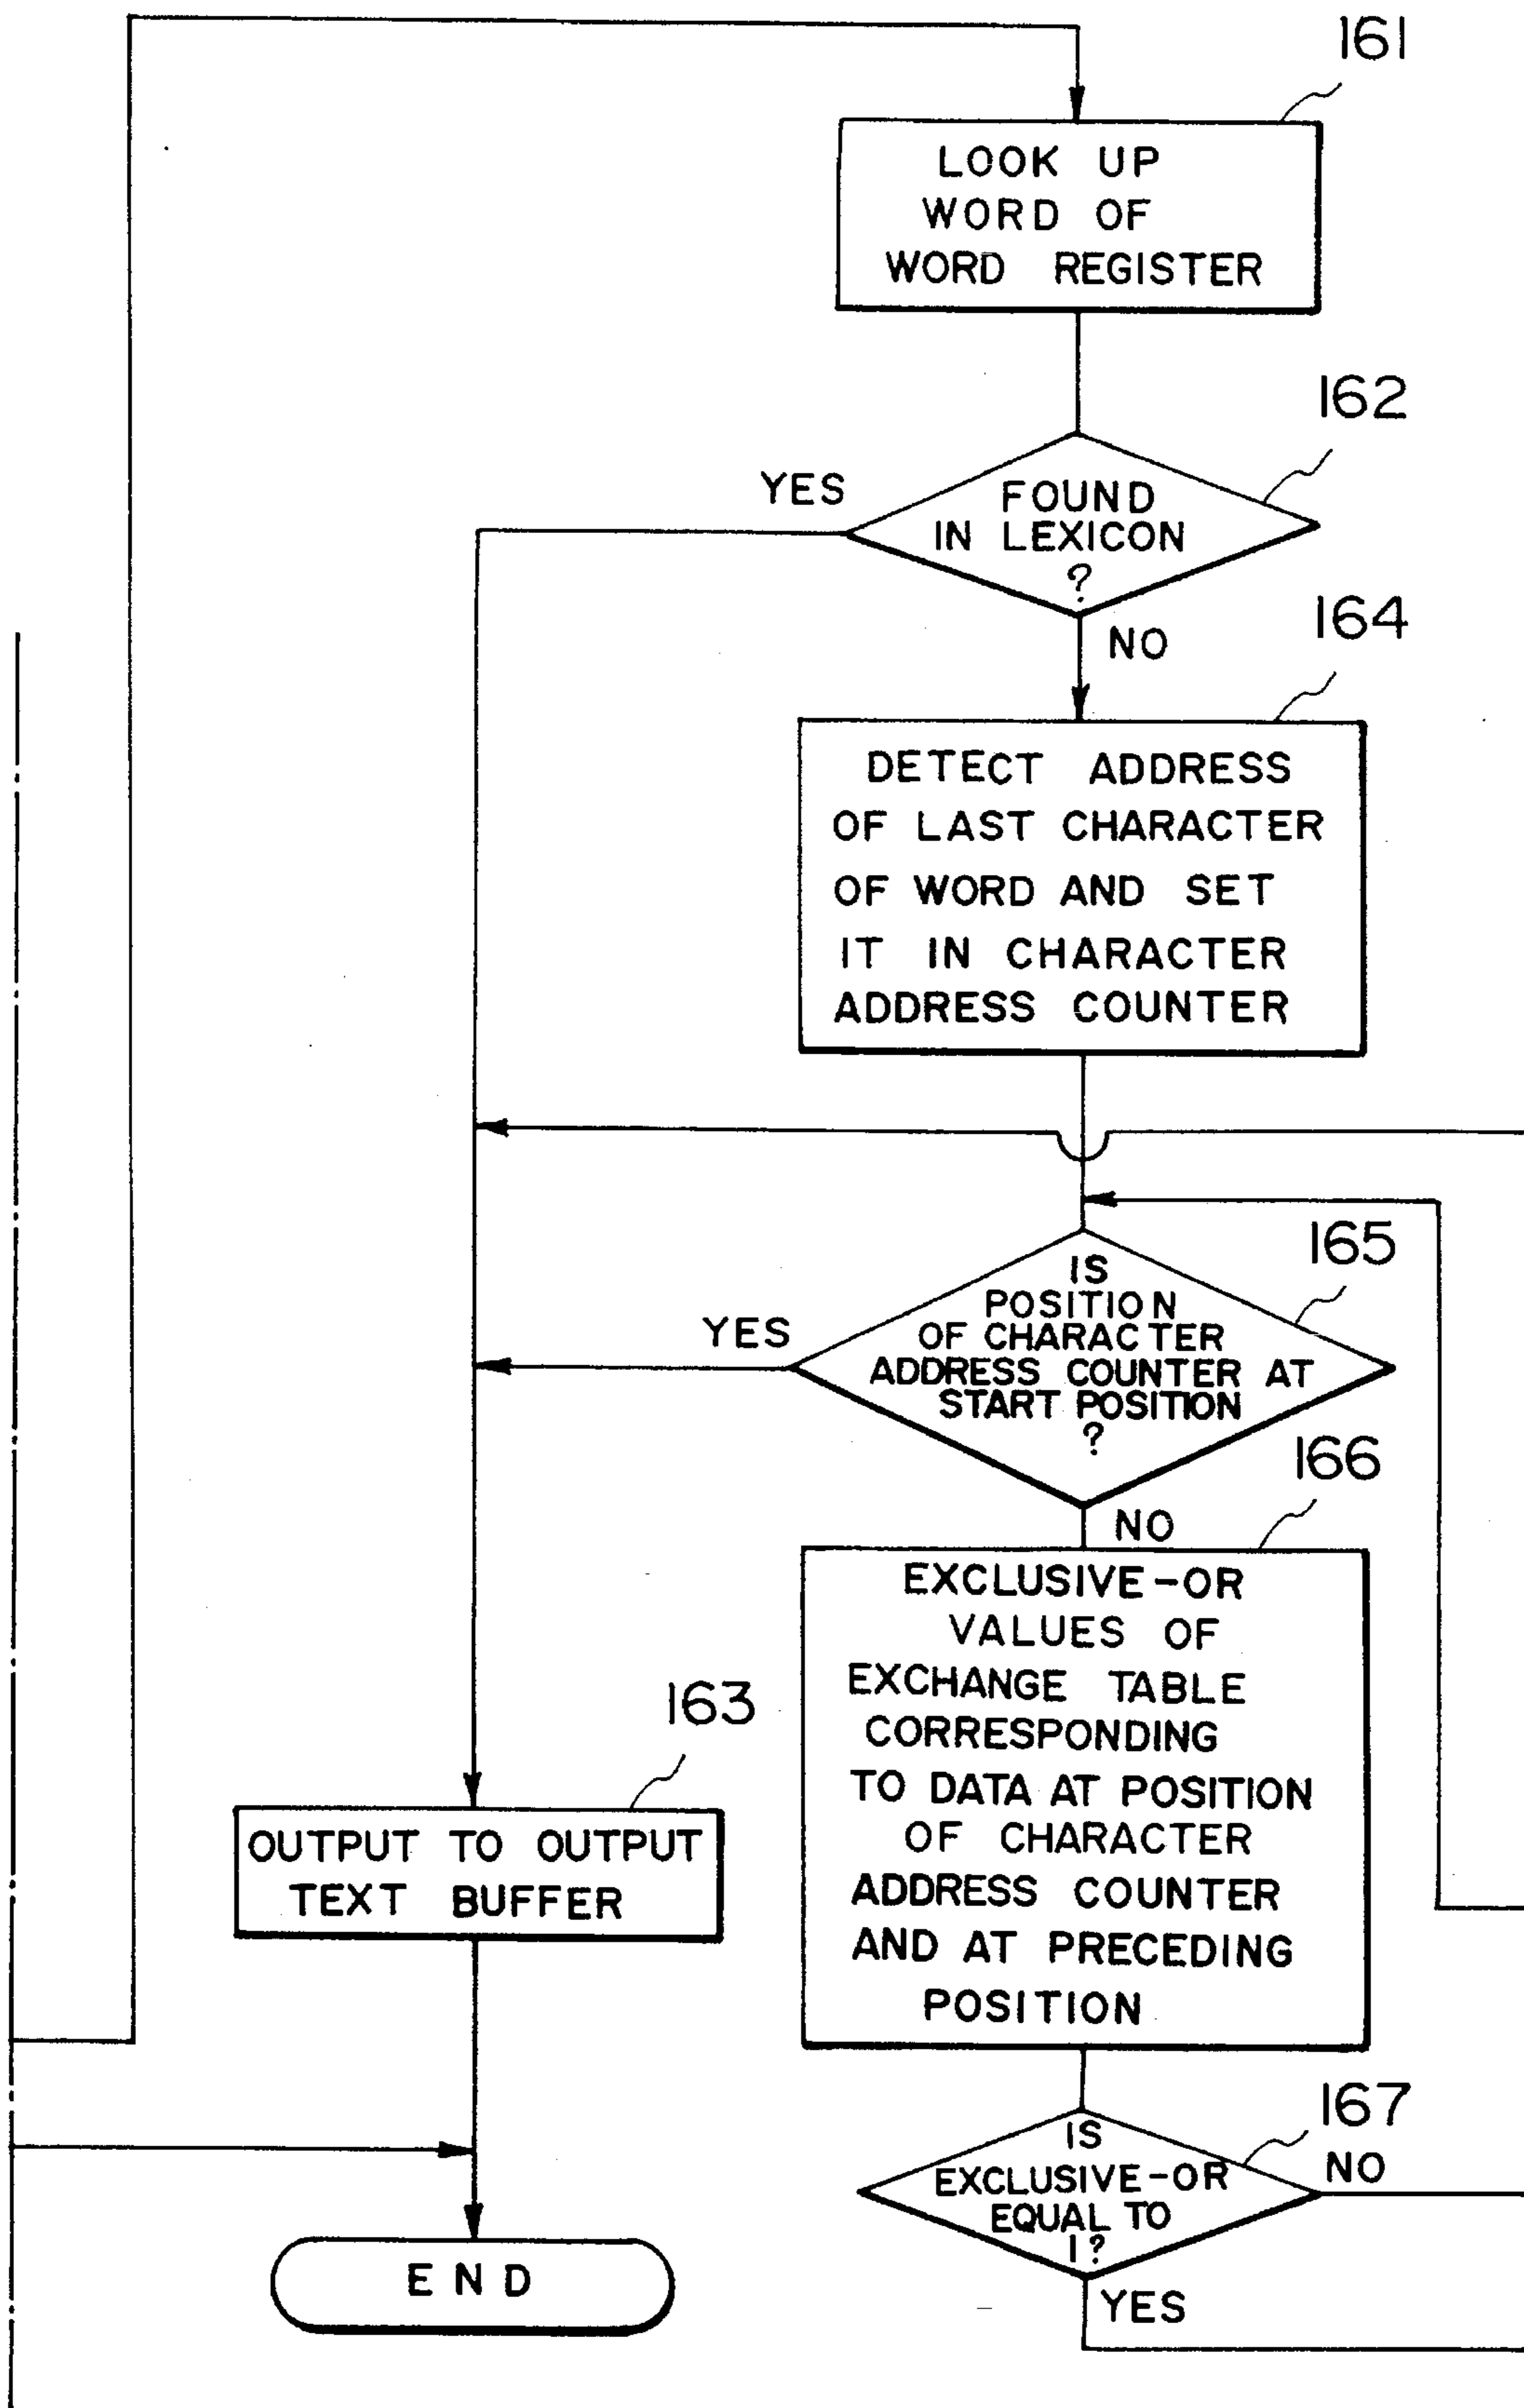 161
LOOK UP
WORD OF
WORD REGISTER
162
YES
FOUND
IN LEXICON
?
NO
164
DETECT ADDRESS
OF LAST CHARACTER
OF WORD AND SET
IT IN CHARACTER
ADDRESS COUNTER
165
YES
IS
POSITION
OF CHARACTER
ADDRESS COUNTER AT
START POSITION
?
NO
166
EXCLUSIVE-OR
VALUES OF
EXCHANGE TABLE
CORRESPONDING
TO DATA AT POSITION
OF CHARACTER
ADDRESS COUNTER
AND AT PRECEDING
POSITION
163
OUTPUT TO OUTPUT
TEXT BUFFER
167
IS
EXCLUSIVE-OR
EQUAL TO
1?
NO
YES
END